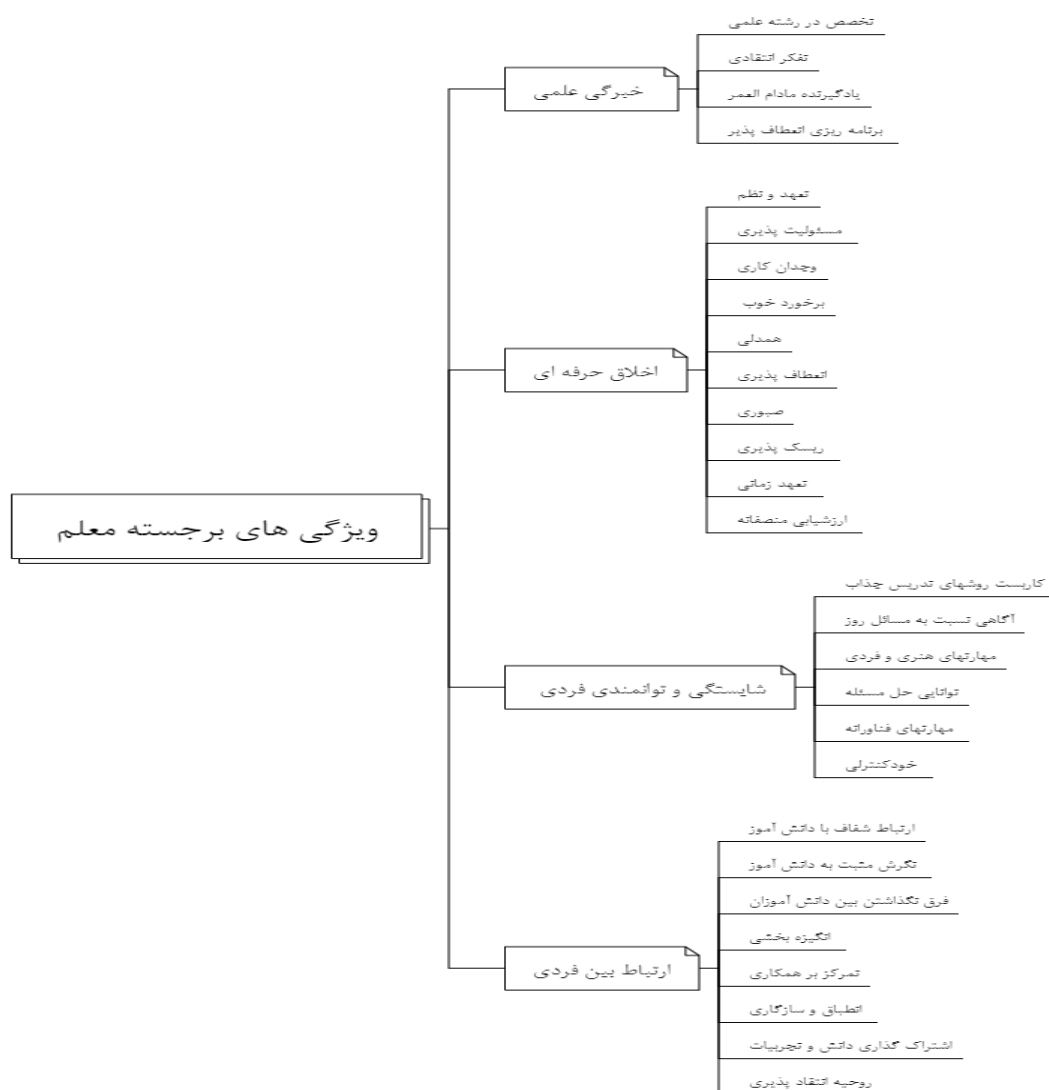 ویژگی های برجسته معلم
خبرگی علمی
تخصص در رشته علمی
تفکر انتقادی
یادگیرنده مادام العمر
برنامه ریزی انعطاف پذیر
اخلاق حرفه ای
تعهد و نظم
مسئولیت پذیری
وجدان کاری
برخورد خوب
همدلی
انعطاف پذیری
صبوری
ریسک پذیری
تعهد زمانی
ارزشیابی منصفانه
شایستگی و توانمندی فردی
کاربست روشهای تدریس جذاب
آگاهی نسبت به مسائل روز
مهارتهای هنری و فردی
توانایی حل مسئله
مهارتهای فناورانه
خودکنترلی
ارتباط بین فردی
ارتباط شفاف با دانش آموز
نگرش مثبت به دانش آموز
فرق نگذاشتن بین دانش آموزان
انگیزه بخشی
تمرکز بر همکاری
انطباق و سازگاری
اشتراک گذاری دانش و تجربیات
روحیه انتقاد پذیری